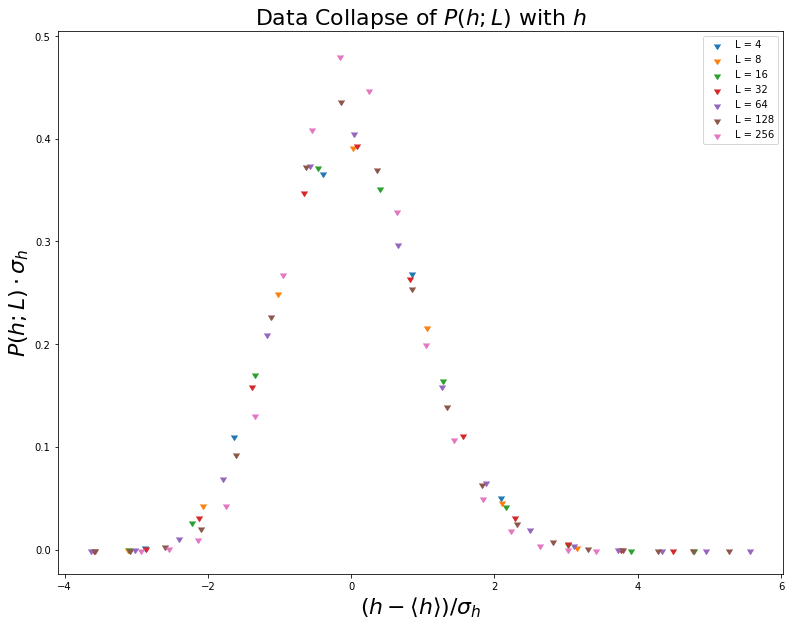 Data Collapse of P(h; L) with h
L = 4
L = 8
L = 16
L = 32
L = 64
L = 128
L = 256
P(h; L) · σ_h
0.5
0.4
0.3
0.2
0.1
0.0
−4
−2
0
2
4
6
(h − ⟨h⟩)/σ_h